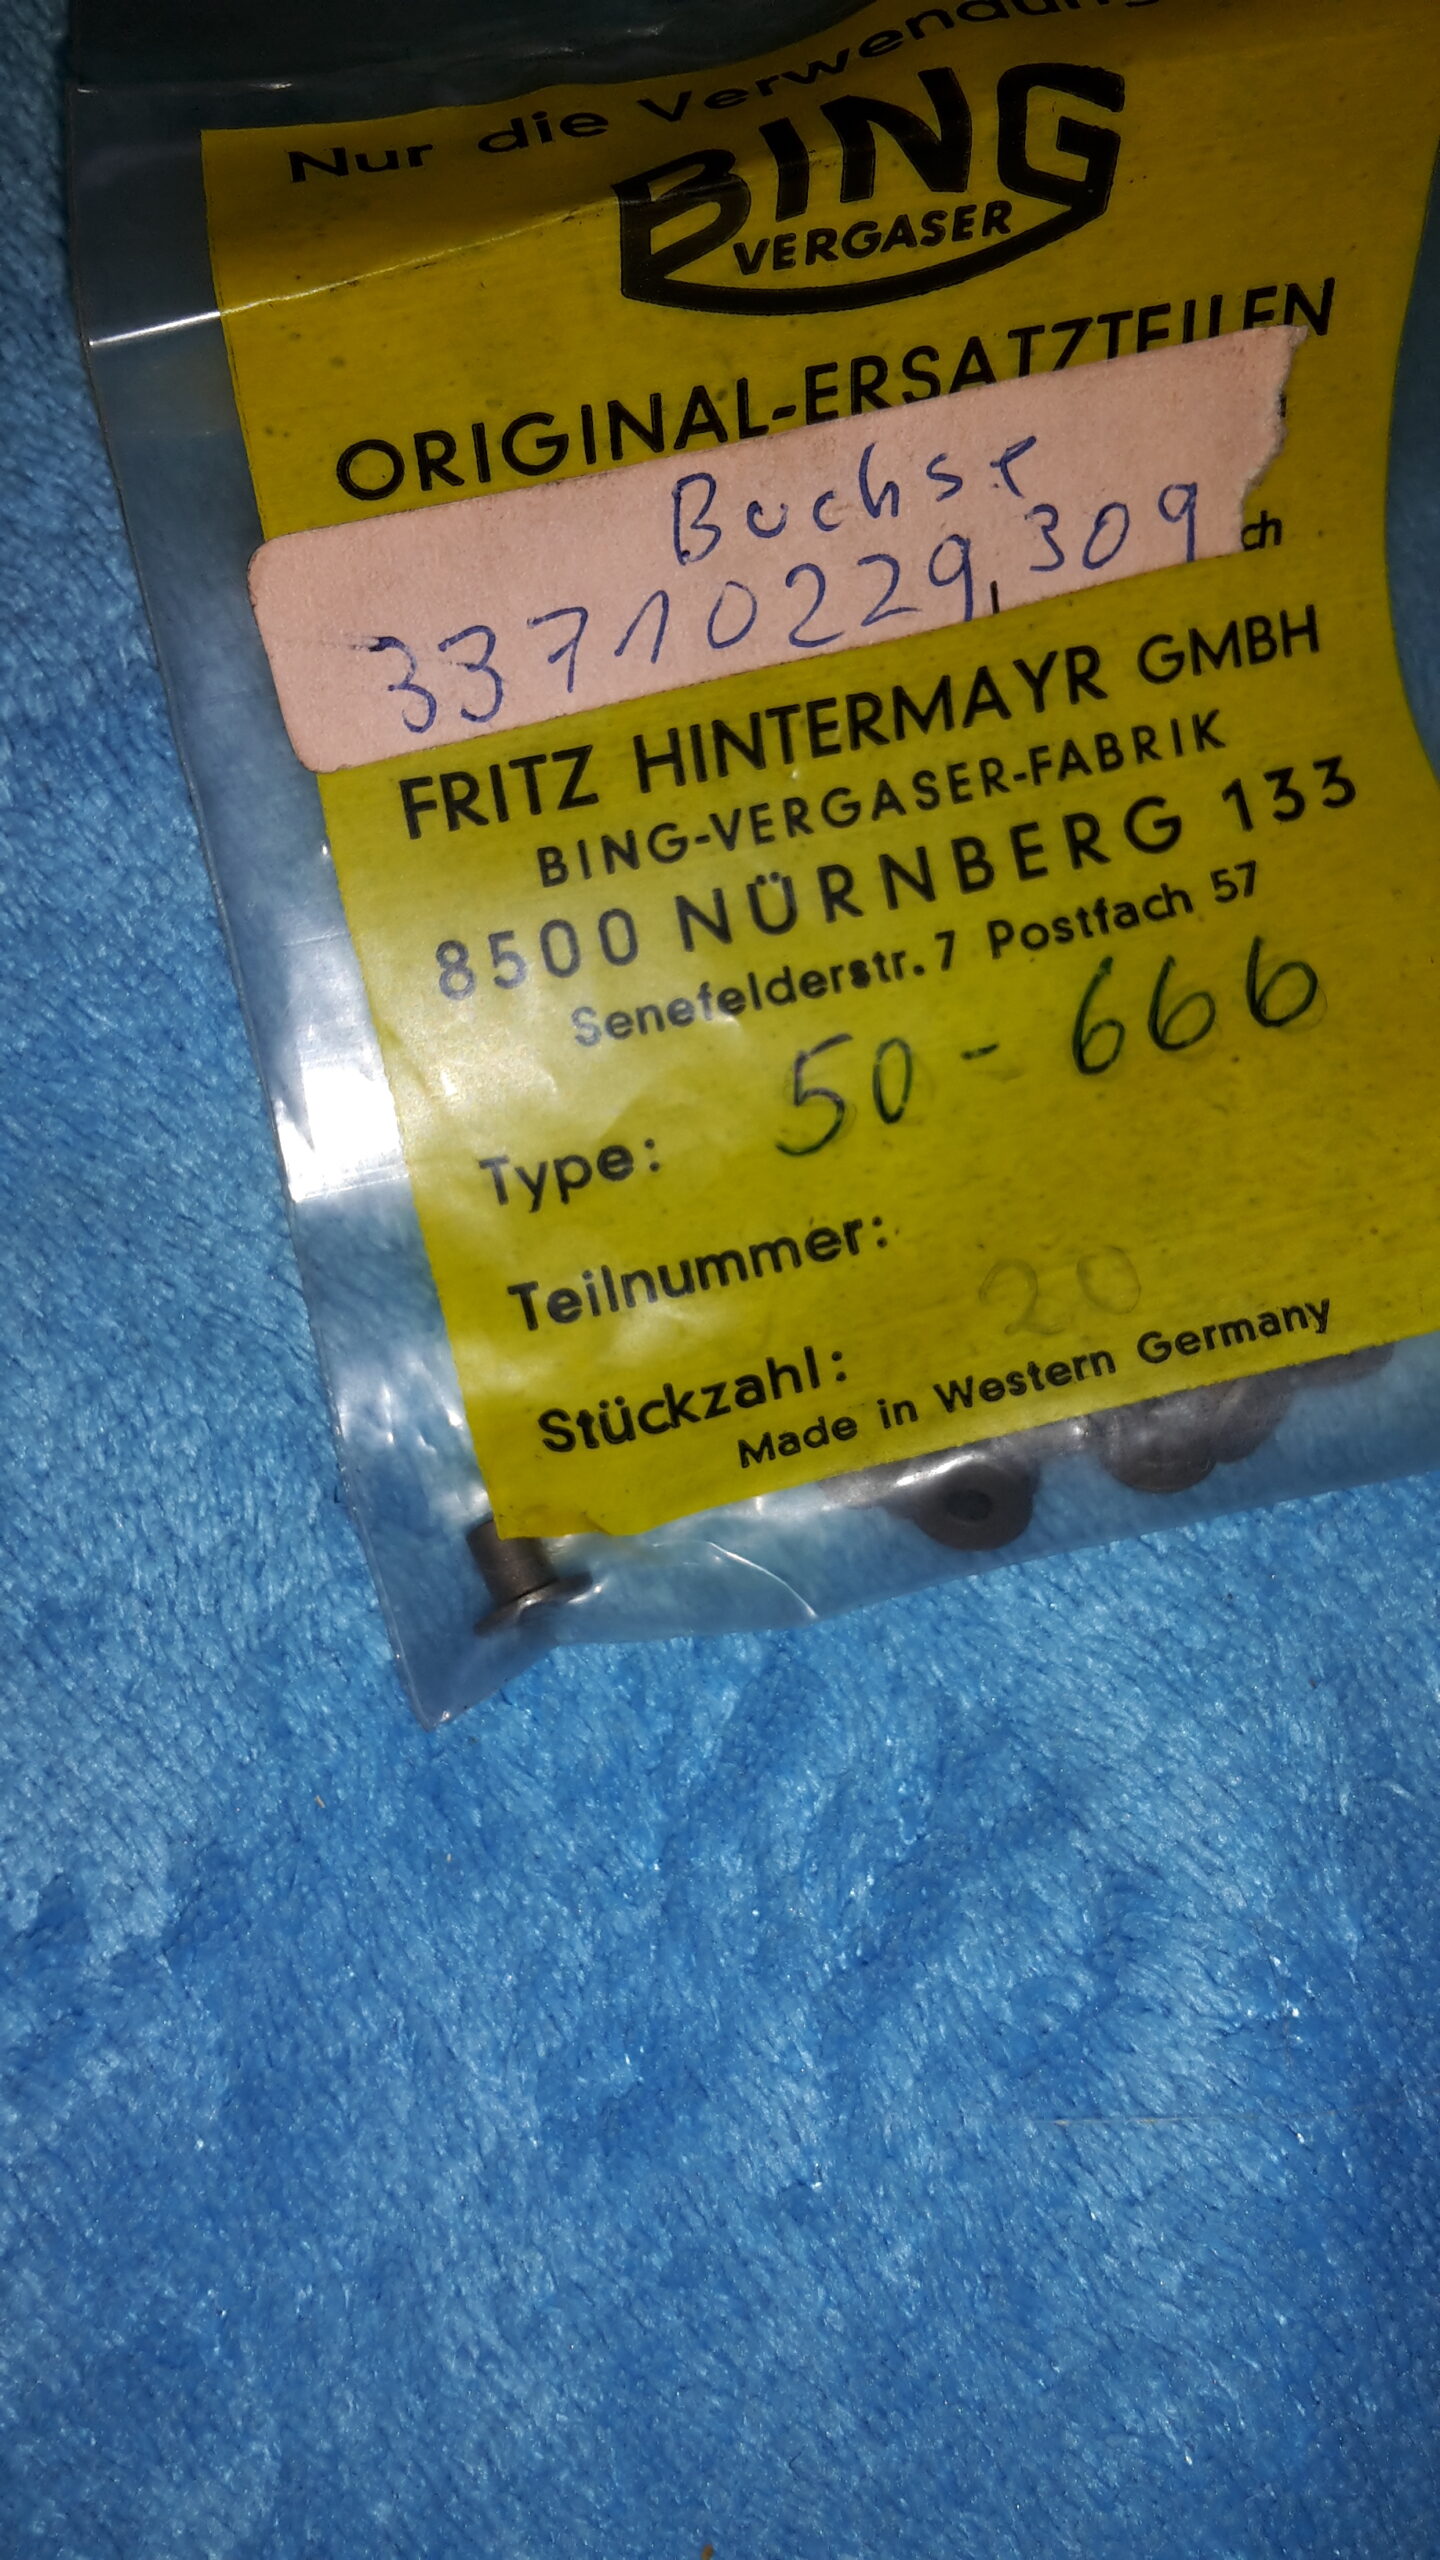 Nur die Verwendung
BING
VERGASER
ORIGINAL-ERSATZTEILEN
Buchse
33710229,309
ch
FRITZ HINTERMAYR GMBH
BING-VERGASER-FABRIK
8500 NÜRNBERG 133
Senefelderstr. 7 Postfach 57
Type: 50-666
Teilnummer:
Stückzahl: 20
Made in Western Germany